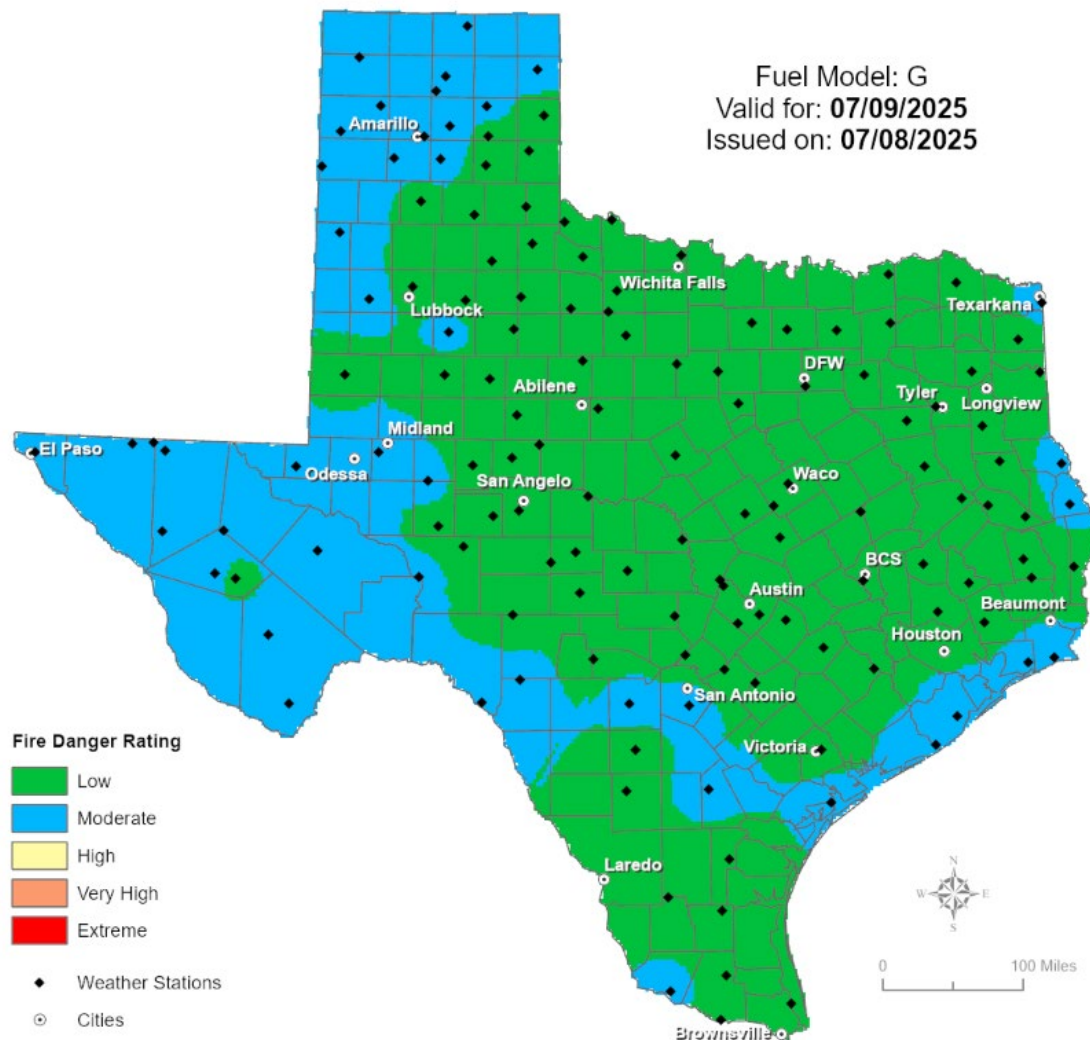 Fuel Model: G
Valid for: 07/09/2025
Issued on: 07/08/2025
Amarillo
Wichita Falls
Texarkana
Lubbock
DFW
Abilene
Tyler
Longview
Midland
El Paso
Odessa
San Angelo
Waco
BCS
Austin
Beaumont
Houston
San Antonio
Victoria
Laredo
Brownsville
Fire Danger Rating
Low
Moderate
High
Very High
Extreme
Weather Stations
Cities
N
W E
S
0 100 Miles